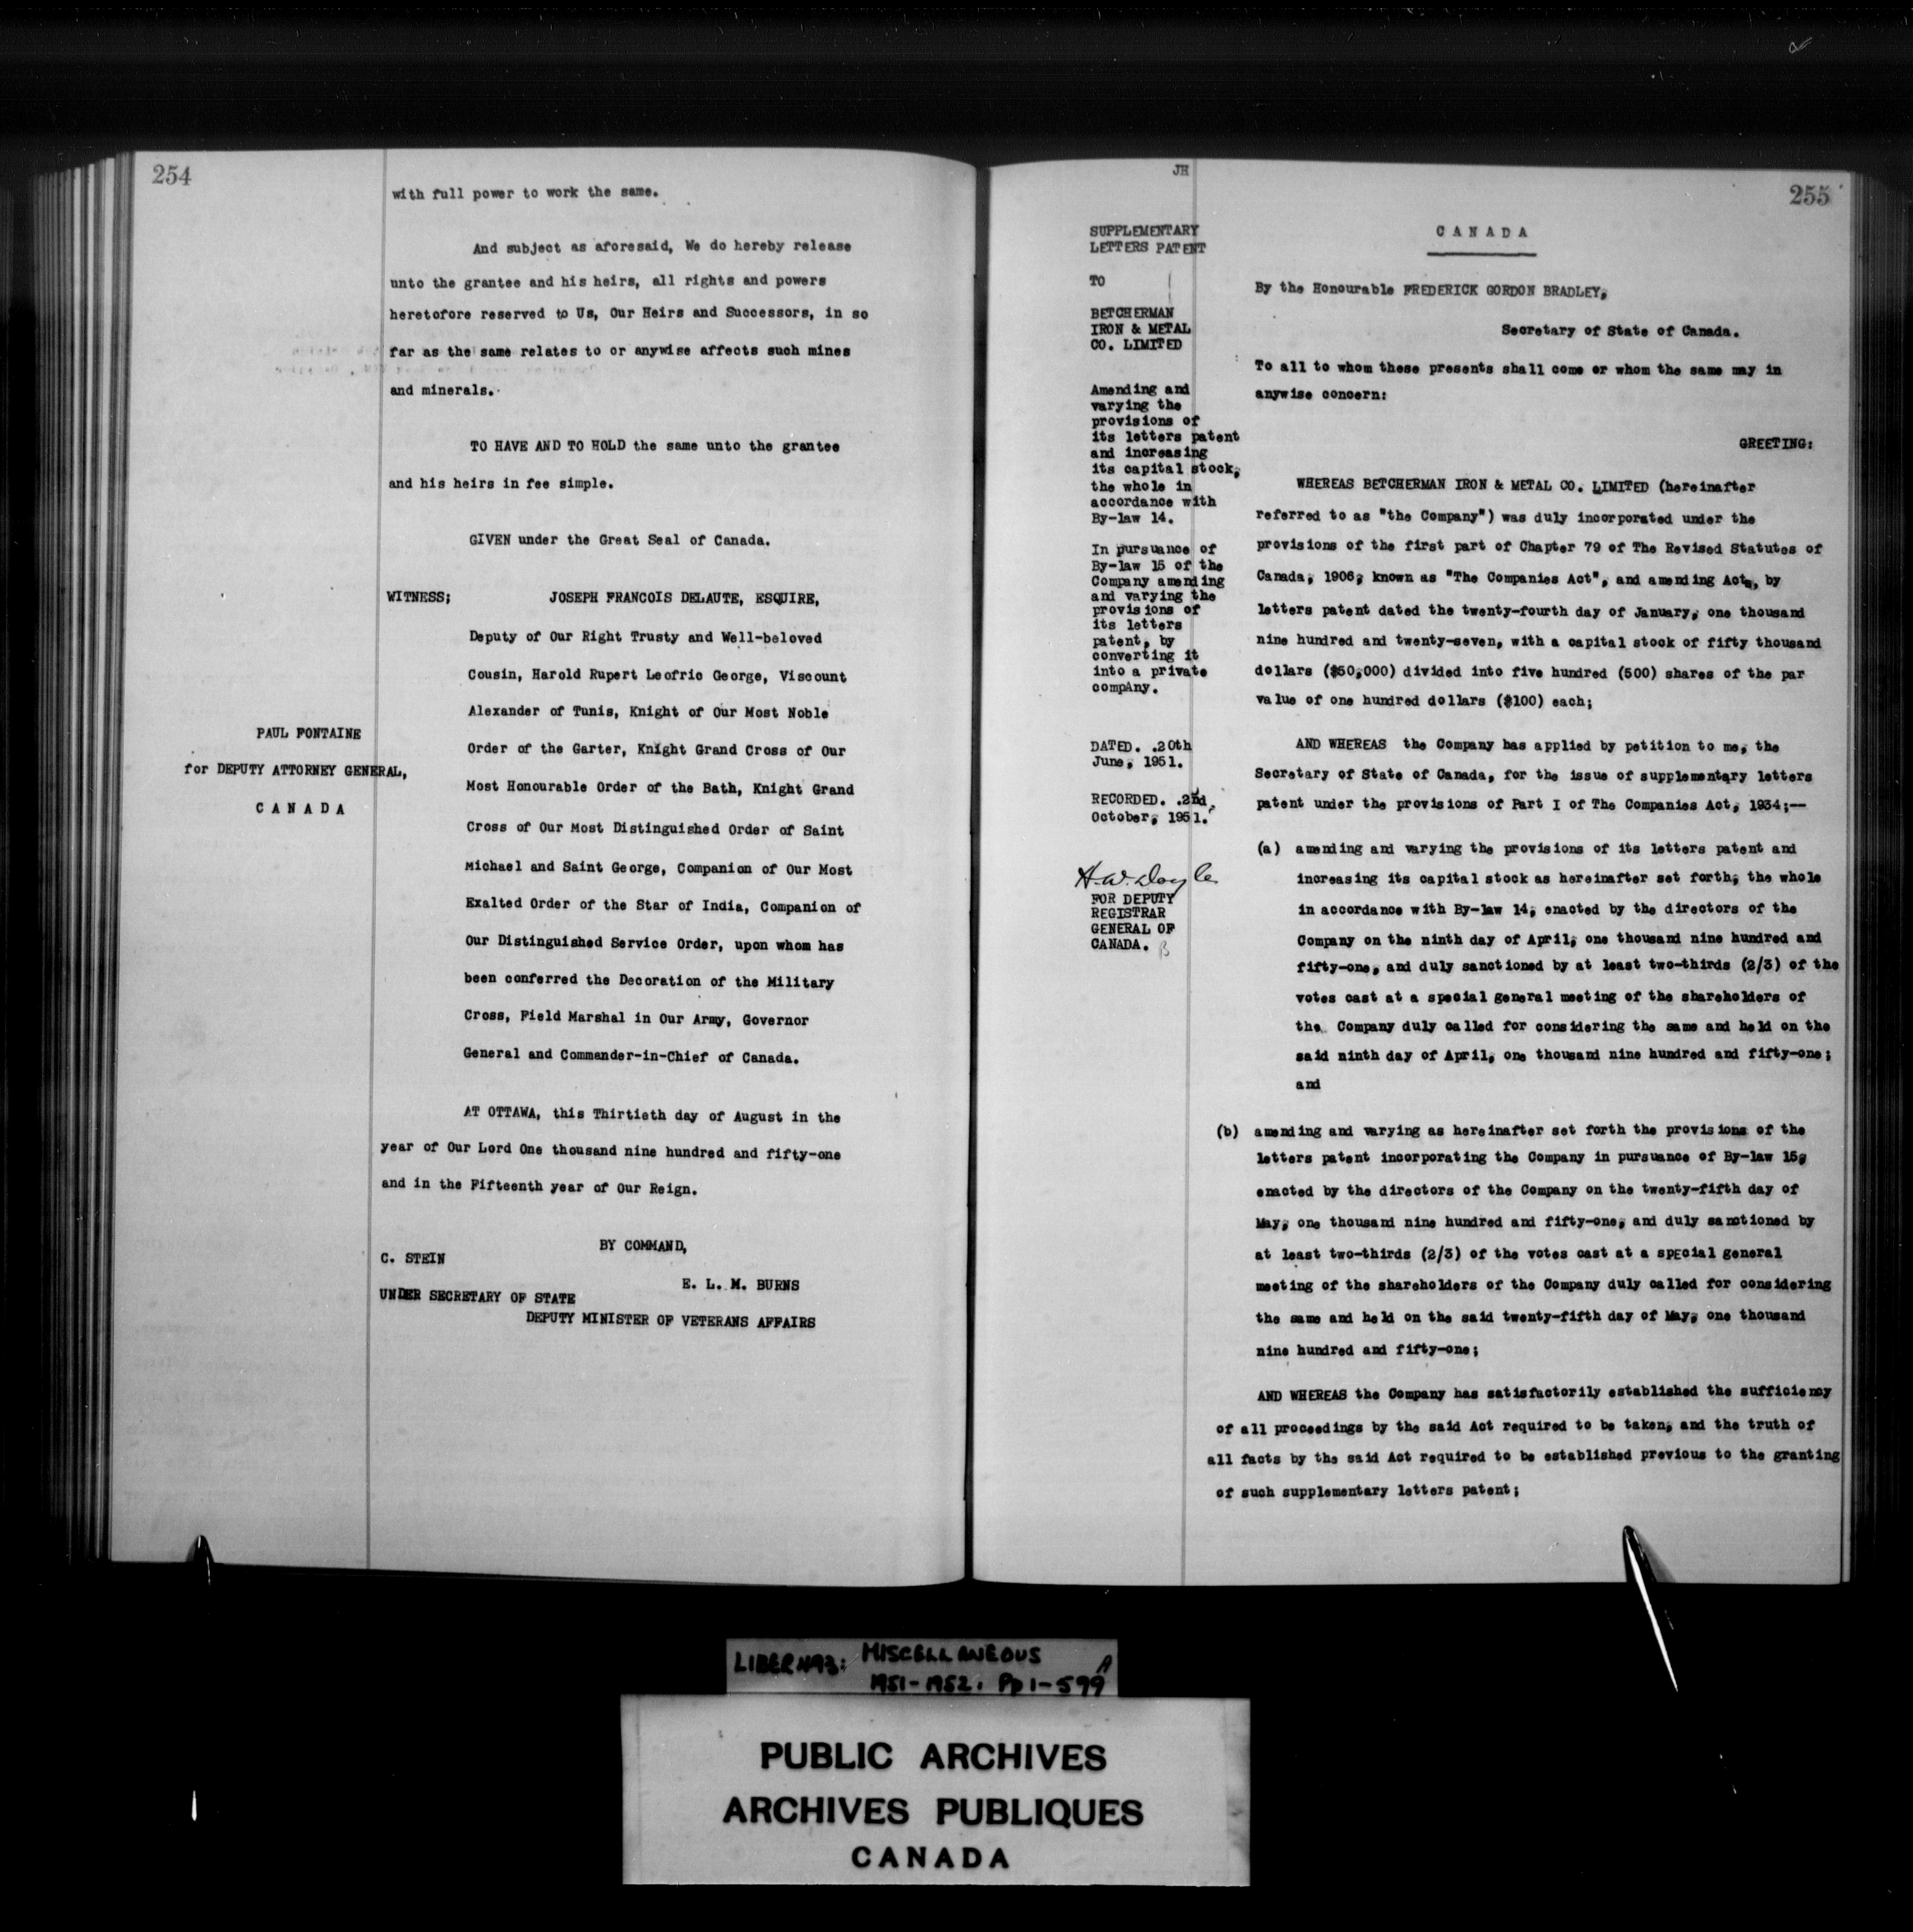 254
with full power to work the same.
And subject as aforesaid, We do hereby release
unto the grantee and his heirs, all rights and powers
heretofore reserved to Us, Our Heirs and Successors, in so
far as the same relates to or anywise affects such mines
and minerals.
TO HAVE AND TO HOLD the same unto the grantee
and his heirs in fee simple.
GIVEN under the Great Seal of Canada.
WITNESS; JOSEPH FRANCOIS DELAUTE, ESQUIRE,
Deputy of Our Right Trusty and Well-beloved
Cousin, Harold Rupert Leofric George, Viscount
Alexander of Tunis, Knight of Our Most Noble
Order of the Garter, Knight Grand Cross of Our
Most Honourable Order of the Bath, Knight Grand
Cross of Our Most Distinguished Order of Saint
Michael and Saint George, Companion of Our Most
Exalted Order of the Star of India, Companion of
Our Distinguished Service Order, upon whom has
been conferred the Decoration of the Military
Cross, Field Marshal in Our Army, Governor
General and Commander-in-Chief of Canada.
PAUL FONTAINE
for DEPUTY ATTORNEY GENERAL,
C A N A D A
AT OTTAWA, this Thirtieth day of August in the
year of Our Lord One thousand nine hundred and fifty-one
and in the Fifteenth year of Our Reign.
BY COMMAND,
C. STEIN
E. L. M. BURNS
UNDER SECRETARY OF STATE
DEPUTY MINISTER OF VETERANS AFFAIRS
JH
255
SUPPLEMENTARY
LETTERS PATENT
TO
BETCHERMAN
IRON & METAL
CO. LIMITED
Amending and
varying the
provisions of
its letters patent
and increasing
its capital stock,
the whole in
accordance with
By-law 14.
In pursuance of
By-law 15 of the
Company amending
and varying the
provisions of
its letters
patent, by
converting it
into a private
compAny.
DATED. .20th
June, 1951.
RECORDED. .2nd
October, 1951.
H.W. Doyle
FOR DEPUTY
REGISTRAR
GENERAL OF
CANADA.
C A N A D A
By the Honourable FREDERICK GORDON BRADLEY,
Secretary of State of Canada.
To all to whom these presents shall come or whom the same may in
anywise concern:
GREETING:
WHEREAS BETCHERMAN IRON & METAL CO. LIMITED (hereinafter
referred to as "the Company") was duly incorporated under the
provisions of the first part of Chapter 79 of The Revised Statutes of
Canada, 1906, known as "The Companies Act", and amending Acts, by
letters patent dated the twenty-fourth day of January, one thousand
nine hundred and twenty-seven, with a capital stock of fifty thousand
dollars ($50,000) divided into five hundred (500) shares of the par
value of one hundred dollars ($100) each;
AND WHEREAS the Company has applied by petition to me, the
Secretary of State of Canada, for the issue of supplementary letters
patent under the provisions of Part I of The Companies Act, 1934;--
(a) amending and varying the provisions of its letters patent and
increasing its capital stock as hereinafter set forth, the whole
in accordance with By-law 14, enacted by the directors of the
Company on the ninth day of April, one thousand nine hundred and
fifty-one, and duly sanctioned by at least two-thirds (2/3) of the
votes cast at a special general meeting of the shareholders of
the Company duly called for considering the same and held on the
said ninth day of April, one thousand nine hundred and fifty-one;
and
(b) amending and varying as hereinafter set forth the provisions of the
letters patent incorporating the Company in pursuance of By-law 15,
enacted by the directors of the Company on the twenty-fifth day of
May, one thousand nine hundred and fifty-one, and duly sanctioned by
at least two-thirds (2/3) of the votes cast at a spEcial general
meeting of the shareholders of the Company duly called for considering
the same and held on the said twenty-fifth day of May, one thousand
nine hundred and fifty-one;
AND WHEREAS the Company has satisfactorily established the sufficiency
of all proceedings by the said Act required to be taken, and the truth of
all facts by the said Act required to be established previous to the granting
of such supplementary letters patent;
LIBER 493: MISCELLANEOUS A
1951-1952. Pp 1-599
PUBLIC ARCHIVES
ARCHIVES PUBLIQUES
CANADA